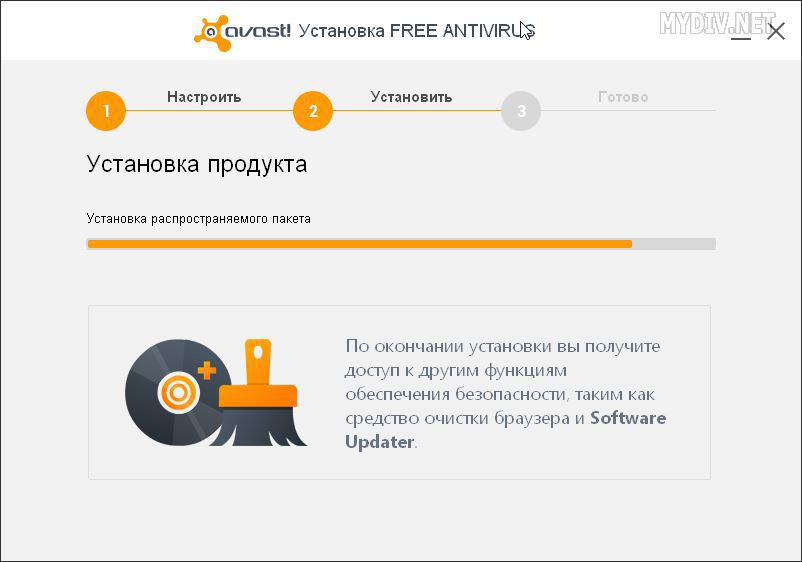 avast! Установка FREE ANTIVIRUS
MYDIV.NET
1 Настроить 2 Установить 3 Готово
Установка продукта
Установка распространяемого пакета
По окончании установки вы получите
доступ к другим функциям
обеспечения безопасности, таким как
средство очистки браузера и Software
Updater.